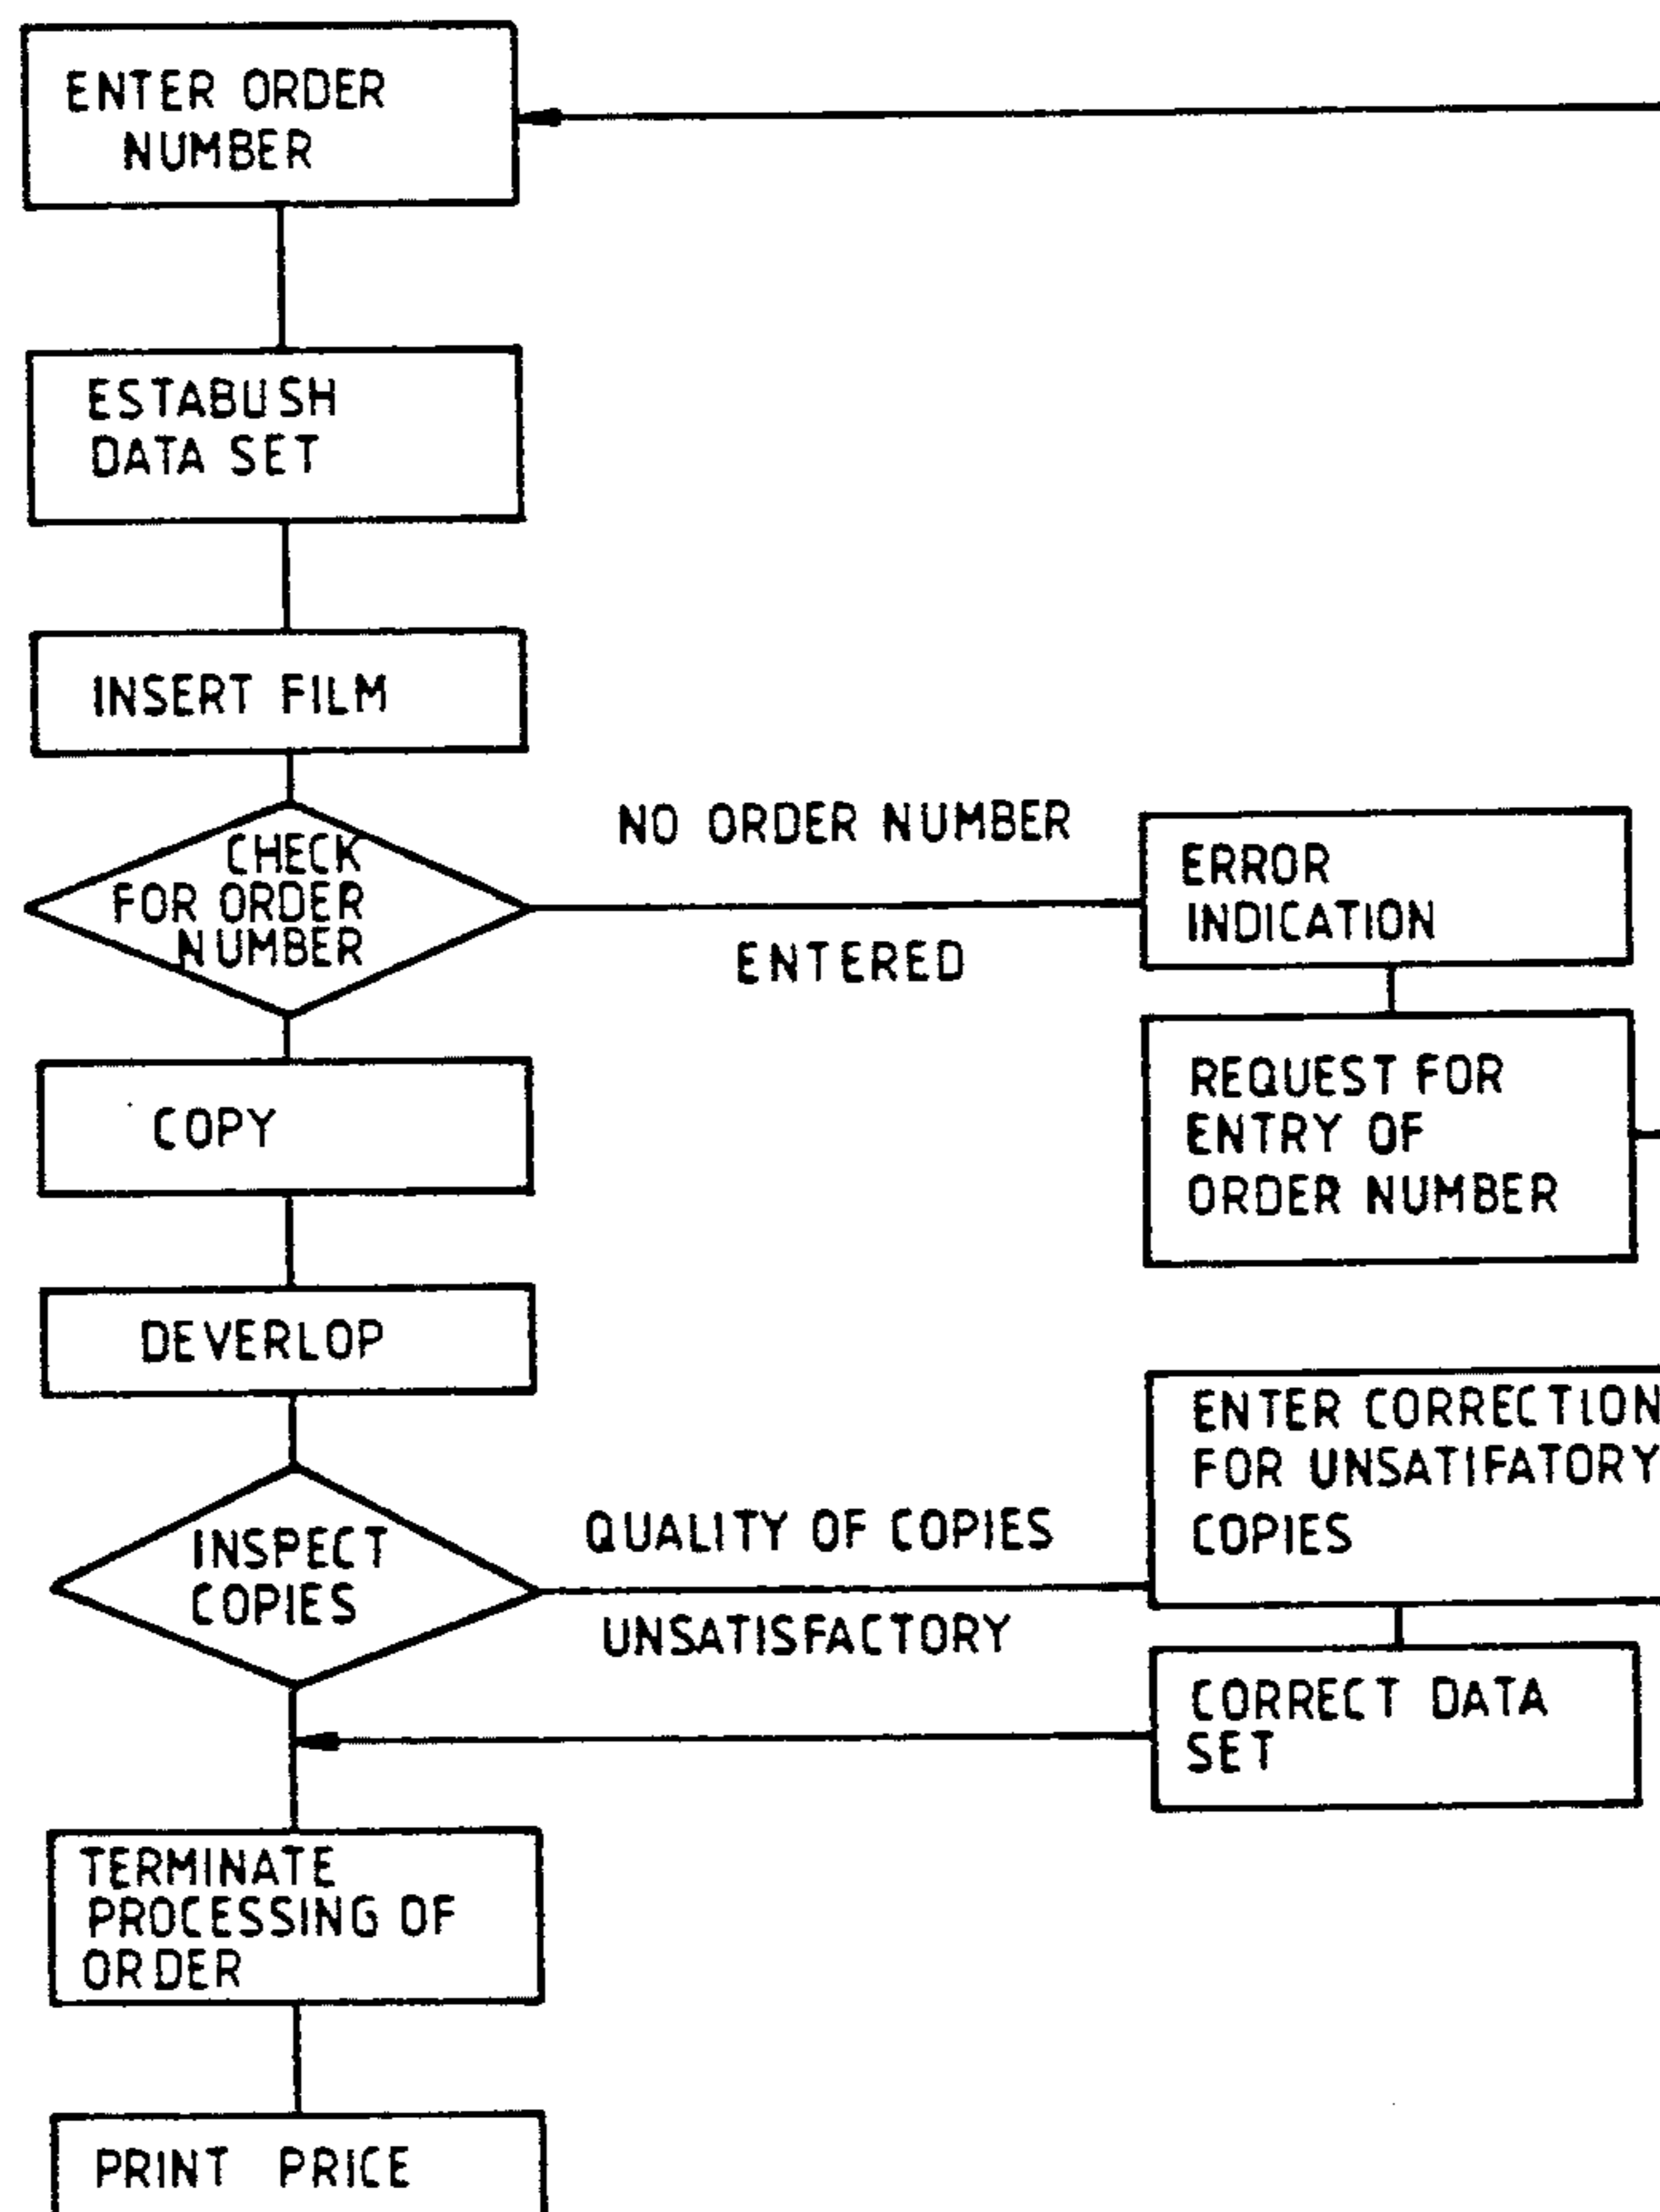 ENTER ORDER
NUMBER
ESTABUSH
DATA SET
INSERT FILM
CHECK
FOR ORDER
NUMBER
NO ORDER NUMBER
ENTERED
ERROR
INDICATION
REQUEST FOR
ENTRY OF
ORDER NUMBER
COPY
DEVERLOP
INSPECT
COPIES
QUALITY OF COPIES
UNSATISFACTORY
ENTER CORRECTION
FOR UNSATIFATORY
COPIES
CORRECT DATA
SET
TERMINATE
PROCESSING OF
ORDER
PRINT PRICE